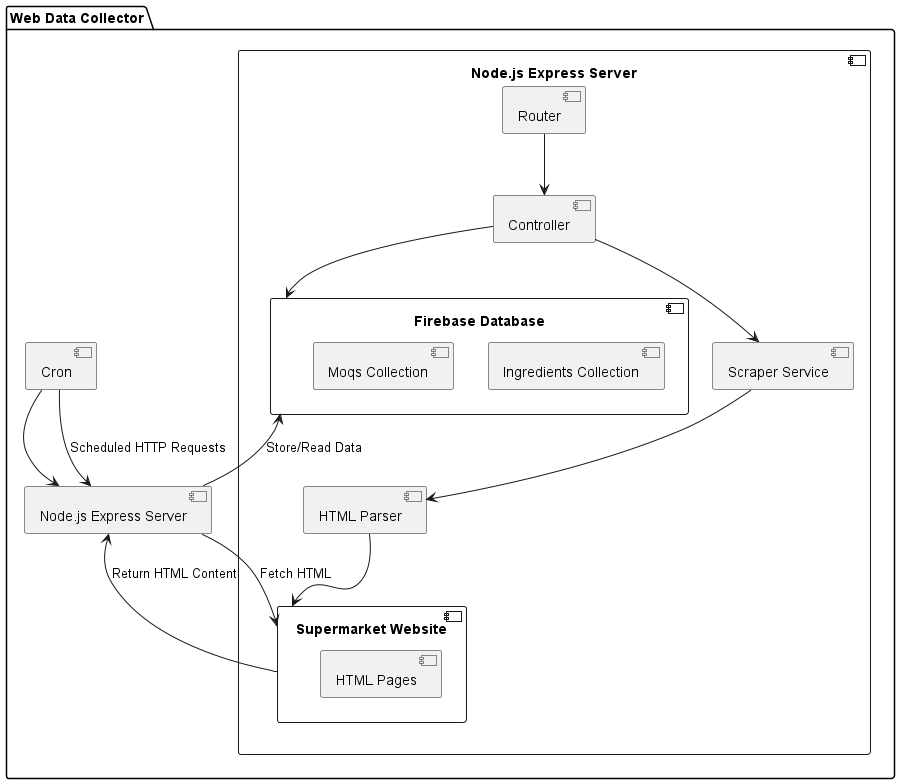 Web Data Collector
Node.js Express Server
Router
Controller
Firebase Database
Moqs Collection
Ingredients Collection
Scraper Service
Cron
Scheduled HTTP Requests
Store/Read Data
Node.js Express Server
HTML Parser
Return HTML Content
Fetch HTML
Supermarket Website
HTML Pages